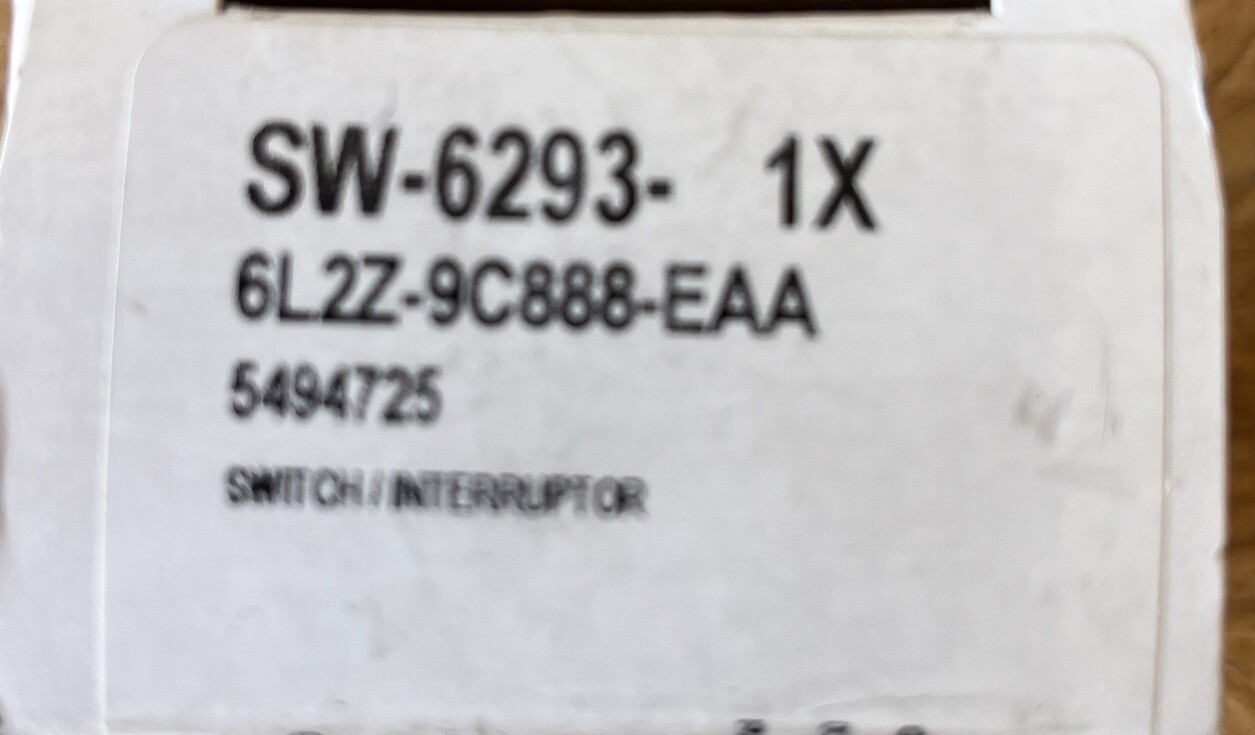 SW-6293- 1X
6L2Z-9C888-EAA
5494725
SWITCH / INTERRUPTOR